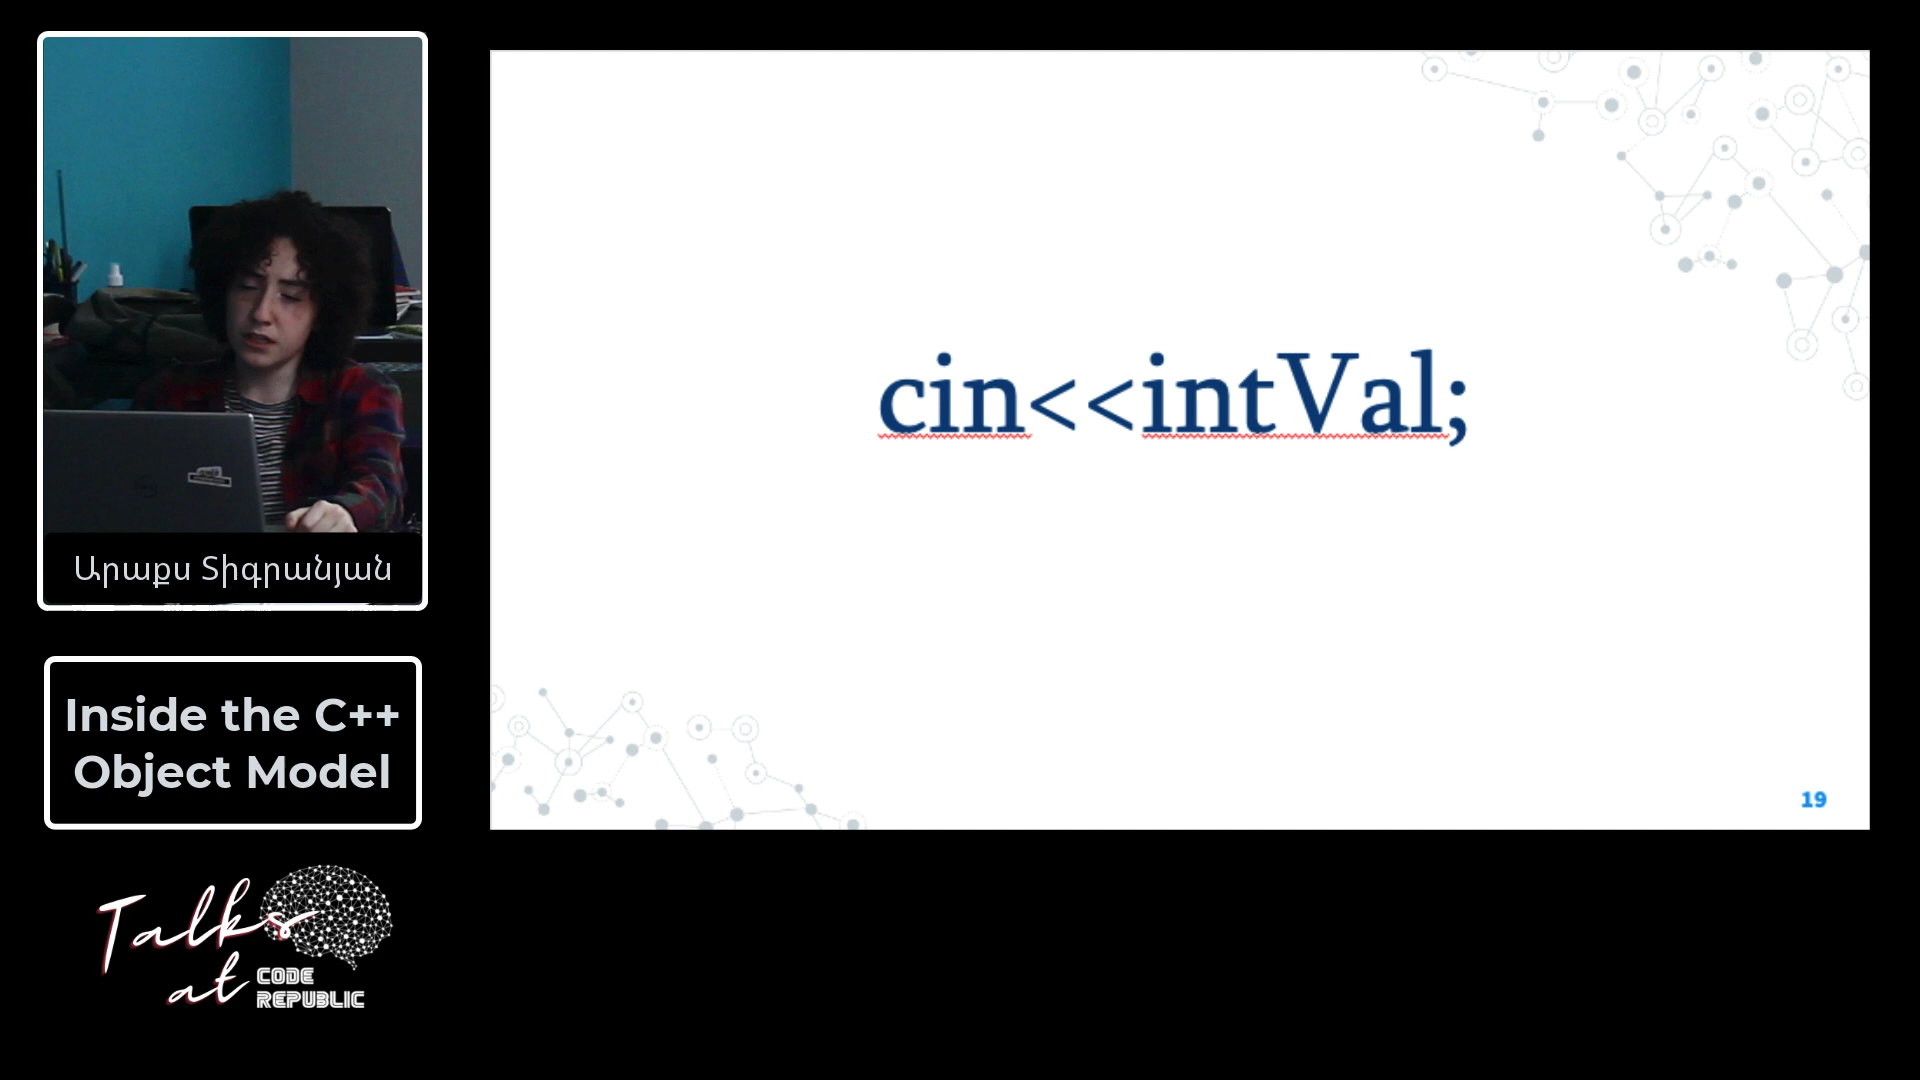 Արաքս Տիգրանյան
Inside the C++
Object Model
Talks
at
CODE
REPUBLIC
cin<<intVal;
19